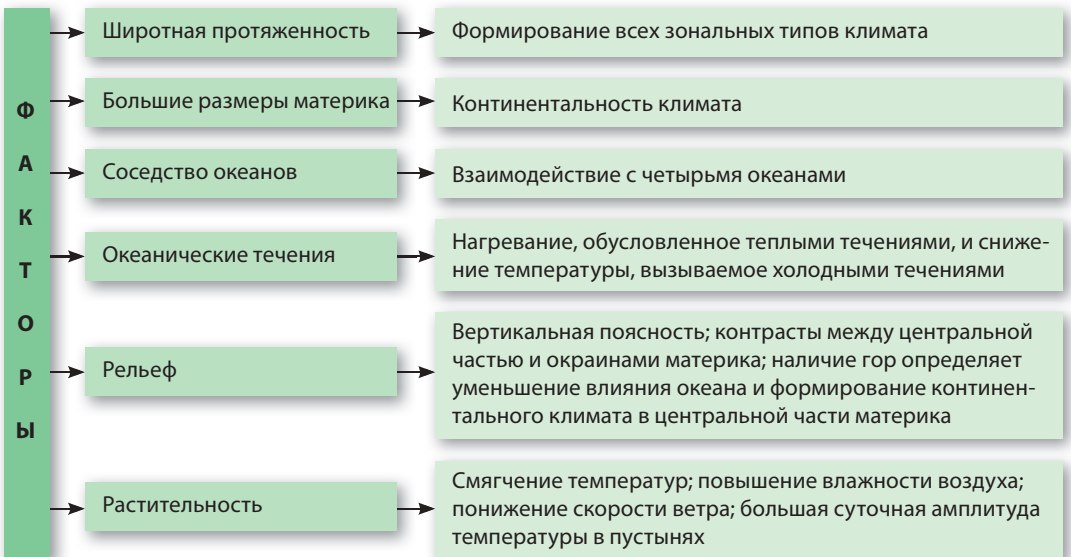 ФАКТОРЫ
Широтная протяженность
Формирование всех зональных типов климата
Большие размеры материка
Континентальность климата
Соседство океанов
Взаимодействие с четырьмя океанами
Океанические течения
Нагревание, обусловленное теплыми течениями, и сниже-
ние температуры, вызываемое холодными течениями
Рельеф
Вертикальная поясность; контрасты между центральной
частью и окраинами материка; наличие гор определяет
уменьшение влияния океана и формирование континен-
тального климата в центральной части материка
Растительность
Смягчение температур; повышение влажности воздуха;
понижение скорости ветра; большая суточная амплитуда
температуры в пустынях